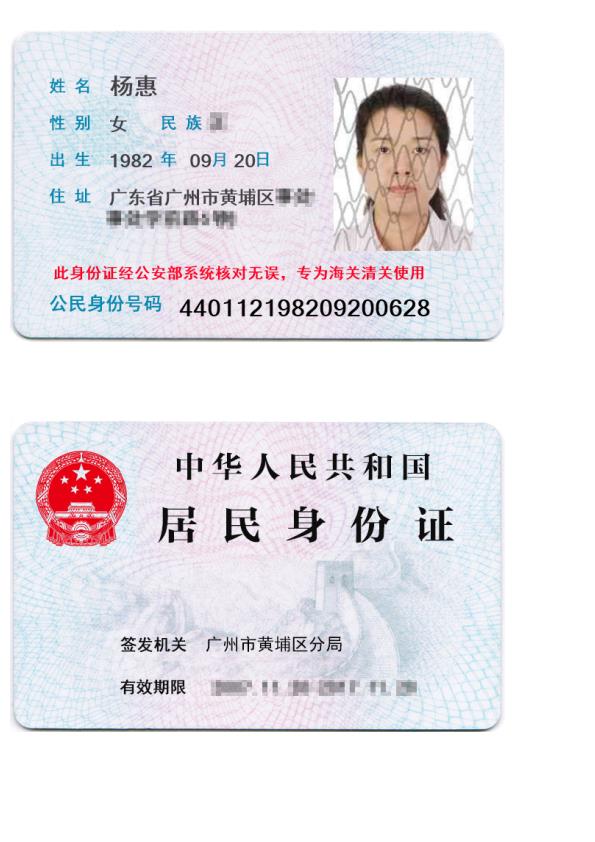 姓 名 杨惠
性 别 女 民 族
出 生 1982 年 09月 20日
住 址 广东省广州市黄埔区
此身份证经公安部系统核对无误，专为海关清关使用
公民身份号码 440112198209200628
中华人民共和国
居民身份证
签发机关 广州市黄埔区分局
有效期限